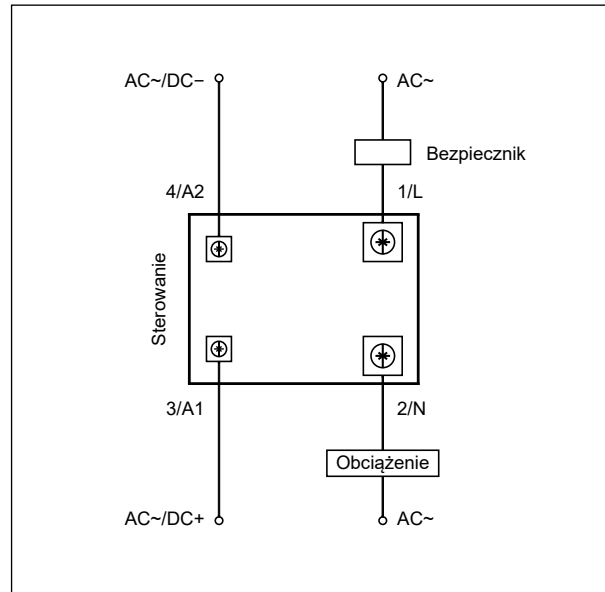 AC~/DC− AC~
Bezpiecznik
4/A2 1/L
Sterowanie
3/A1 2/N
Obciążenie
AC~/DC+ AC~